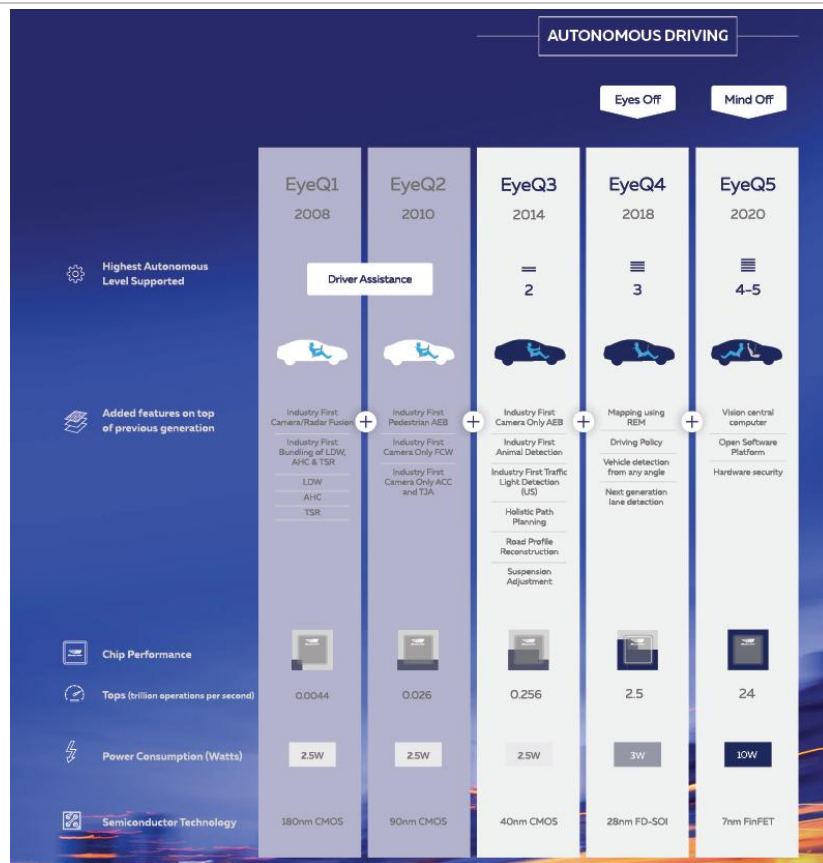 AUTONOMOUS DRIVING
Eyes Off
Mind Off
EyeQ1
EyeQ2
EyeQ3
EyeQ4
EyeQ5
2008
2010
2014
2018
2020
Highest Autonomous
Level Supported
Driver Assistance
2
3
4-5
Added features on top
of previous generation
Industry First
Camera/Radar Fusion
Industry First
Bundling of LDW,
AHC & TSR
LDW
AHC
TSR
+
Industry First
Pedestrian AEB
Industry First
Camera Only FCW
Industry First
Camera Only ACC
and TJA
+
Industry First
Camera Only AEB
Industry First
Animal Detection
Industry First Traffic
Light Detection
(US)
Holistic Path
Planning
Road Profile
Reconstruction
Suspension
Adjustment
+
Mapping using
REM
Driving Policy
Vehicle detection
from any angle
Next generation
lane detection
+
Vision central
computer
Open Software
Platform
Hardware security
Chip Performance
Tops (trillion operations per second)
0.0044
0.026
0.256
2.5
24
Power Consumption (Watts)
2.5W
2.5W
2.5W
3W
10W
Semiconductor Technology
180nm CMOS
90nm CMOS
40nm CMOS
28nm FD-SOI
7nm FinFET